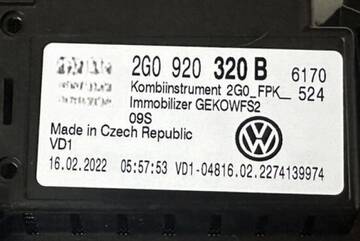 2G0 920 320 B 6170
Kombiinstrument 2G0_FPK_ 524
Immobilizer GEKOWFS2
09S
Made in Czech Republic
VD1
16.02.2022 05:57:53 VD1-04816.02.2274139974